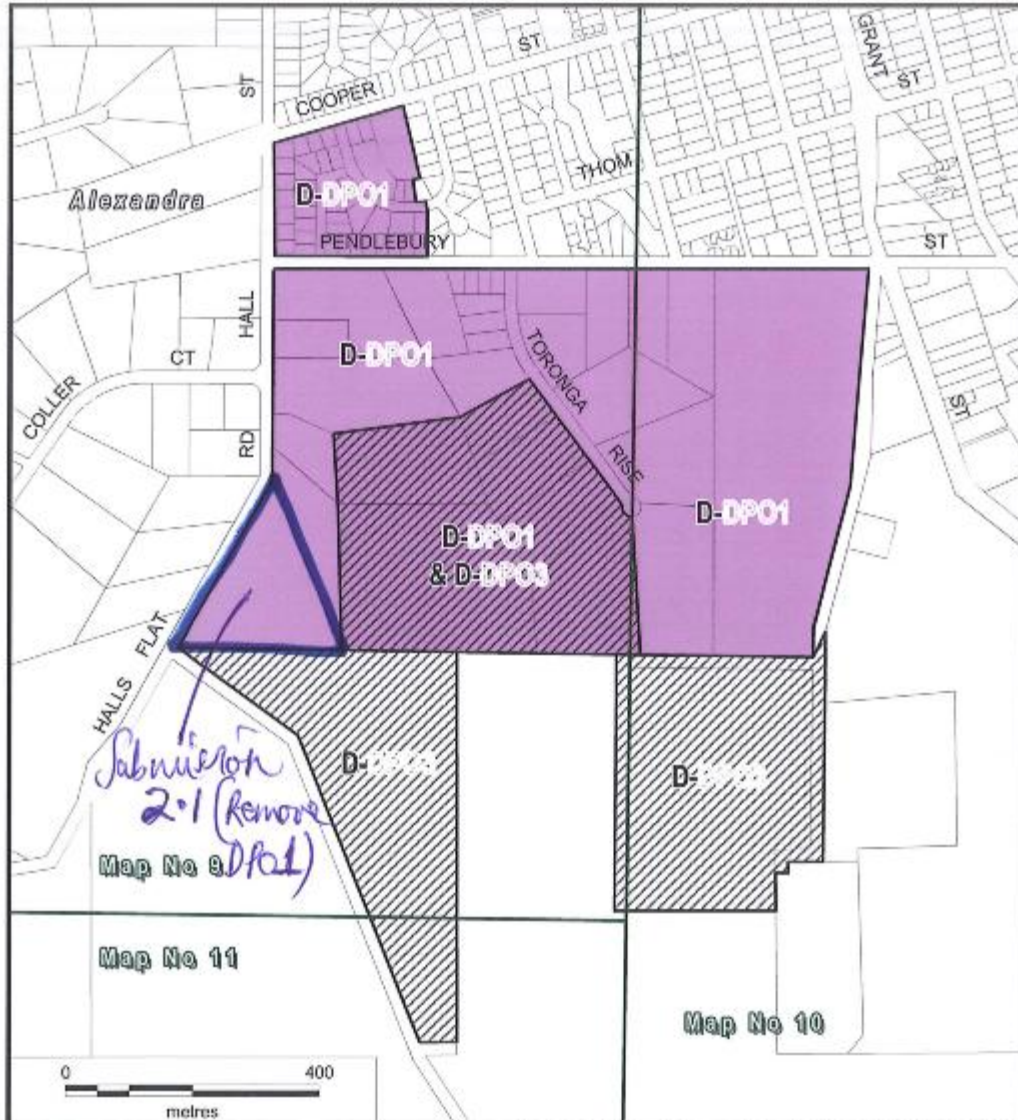 GRANT
ST
ST
COOPER
ST
THOM
Alexandra
D-DPO1
PENDLEBURY
ST
HALL
D-DPO1
TORONGA
CT
COLLER
RD
RISE
ST
D-DPO1
D-DPO1
& D-DPO3
FLAT
HALLS
D-DPO3
Submission
2.1 (Remove
DPO1)
Map No 9
Map No 11
Map No 10
0 400
metres